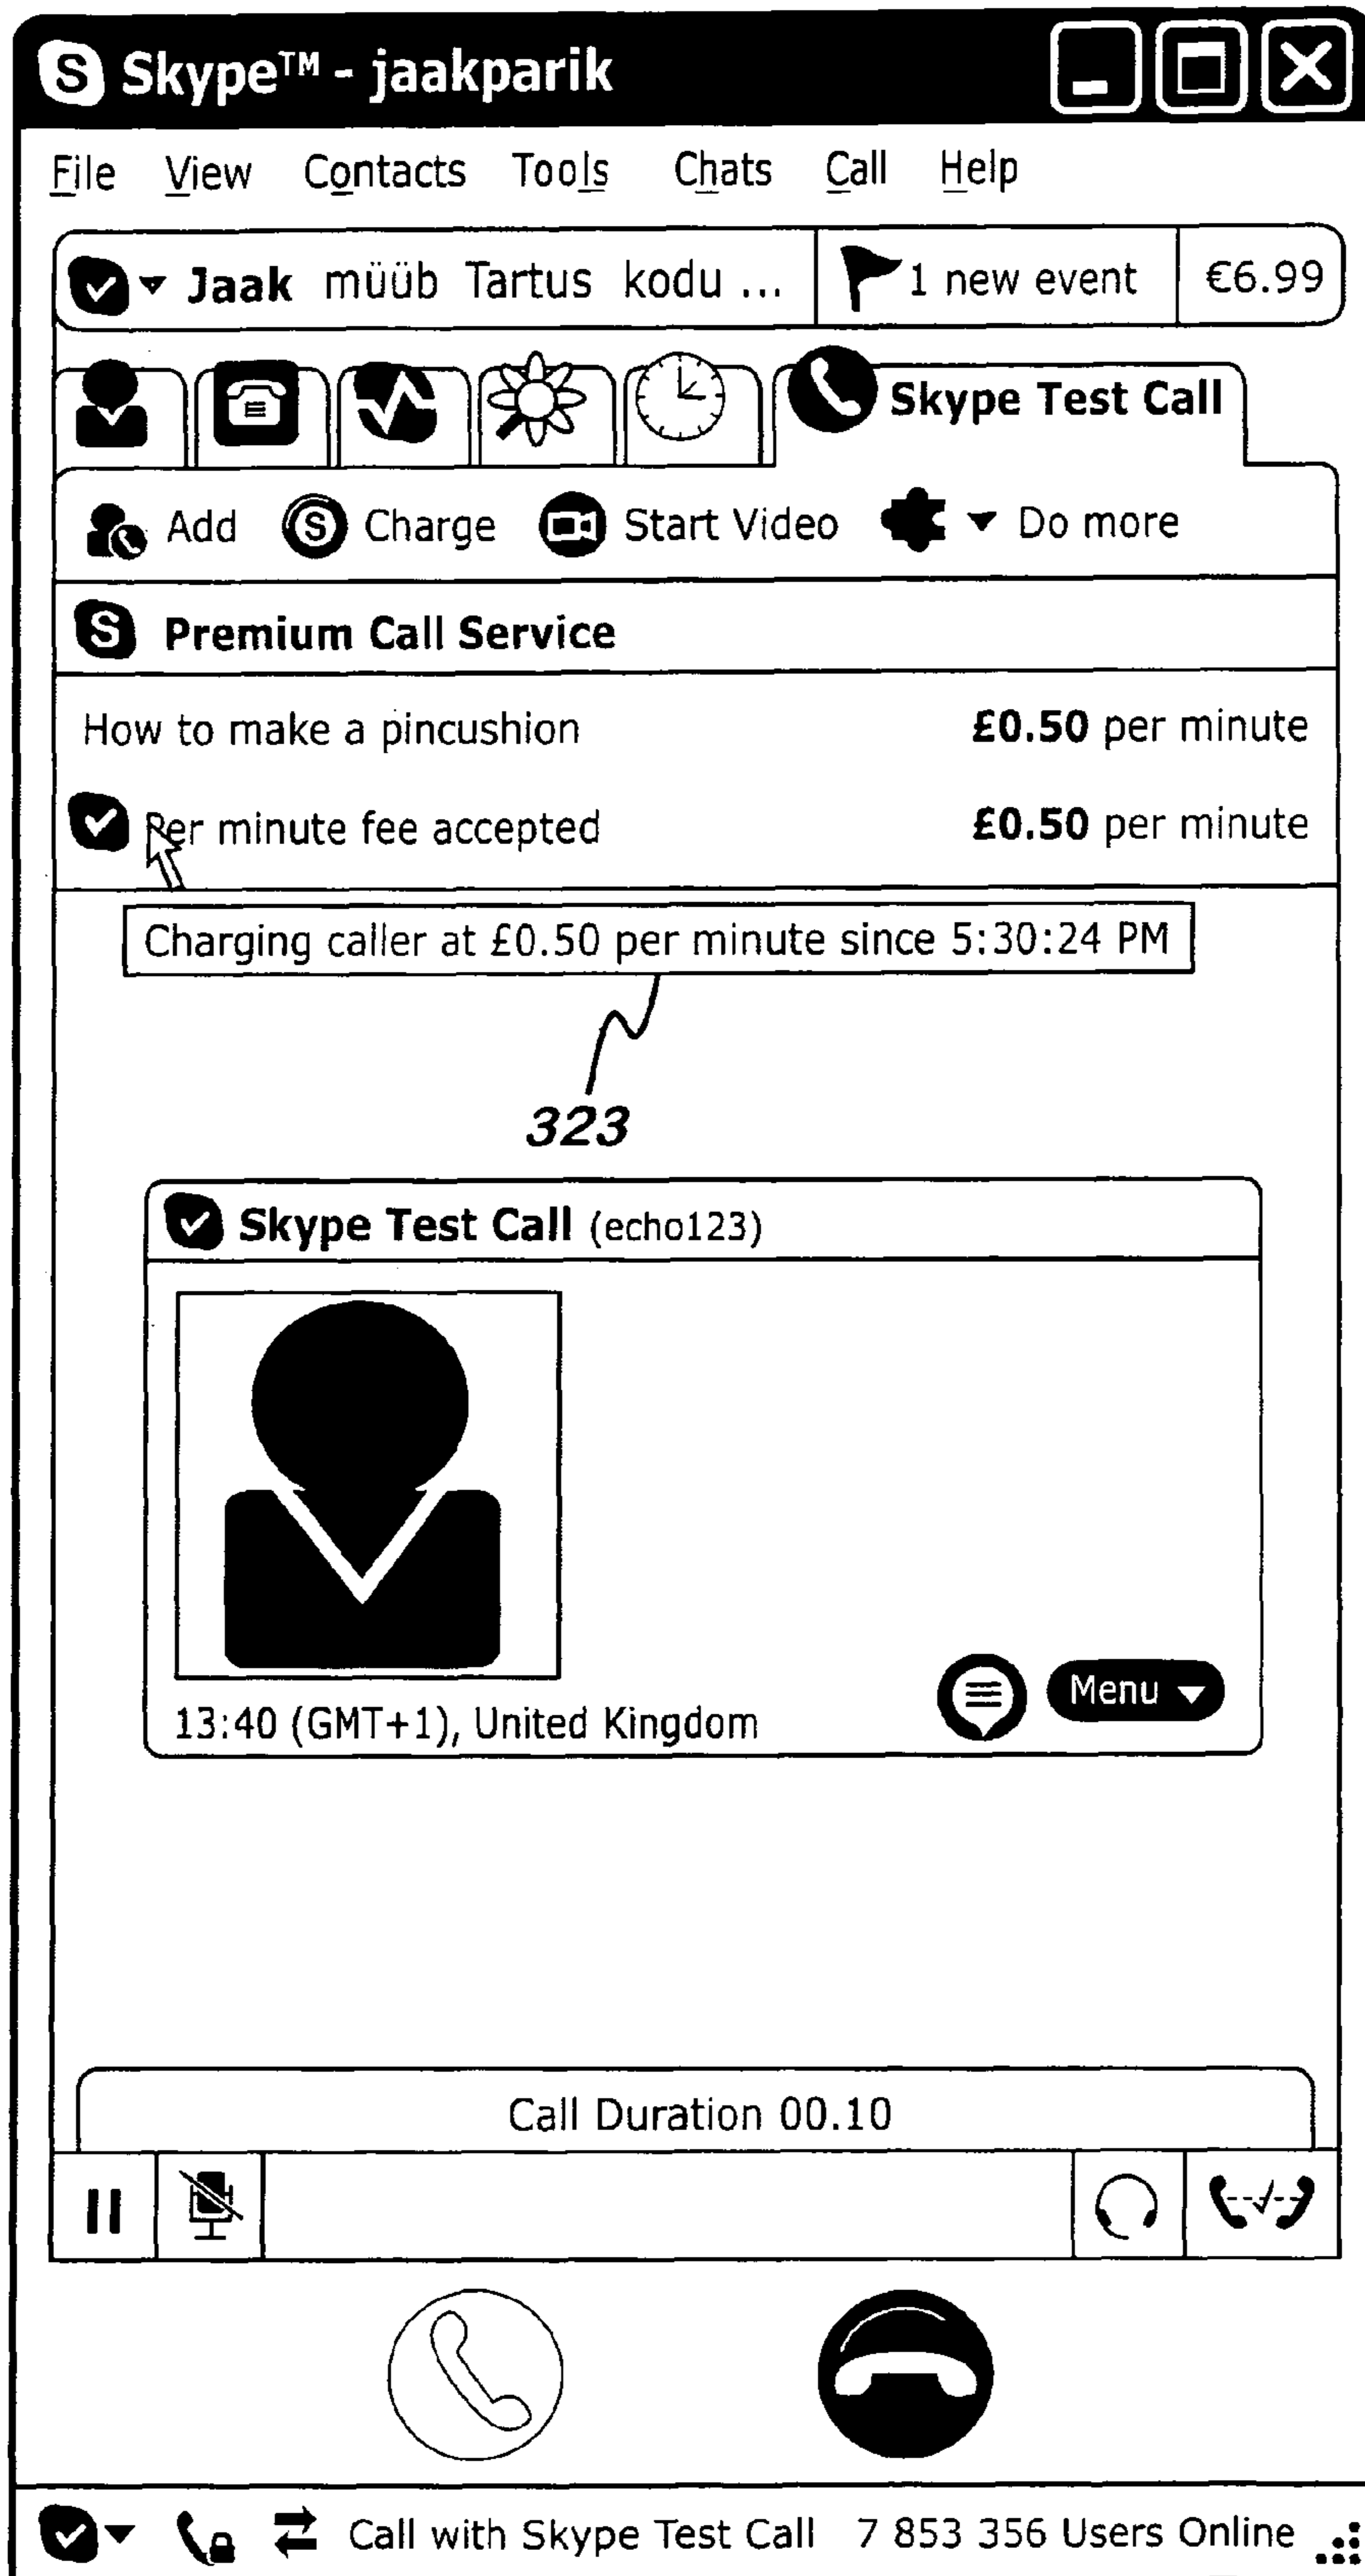 Skype™ - jaakparik
File View Contacts Tools Chats Call Help
Jaak müüb Tartus kodu ... 1 new event €6.99
Skype Test Call
Add Charge Start Video Do more
Premium Call Service
How to make a pincushion £0.50 per minute
Per minute fee accepted £0.50 per minute
Charging caller at £0.50 per minute since 5:30:24 PM
323
Skype Test Call (echo123)
13:40 (GMT+1), United Kingdom Menu
Call Duration 00.10
Call with Skype Test Call 7 853 356 Users Online